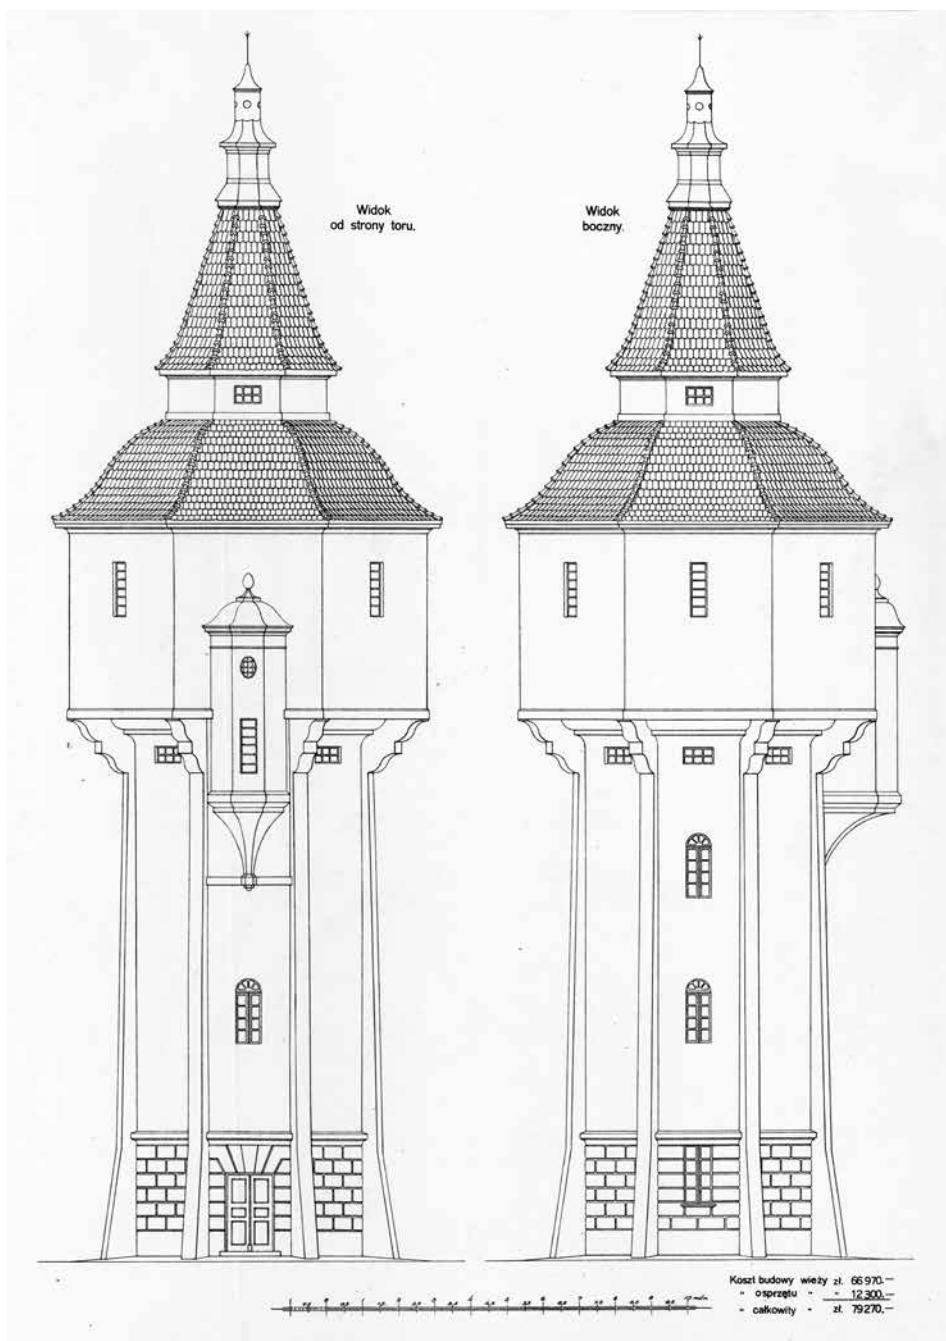 Widok
od strony toru.
Widok
boczny.
Koszt budowy wieży zł. 66 970.—
" osprzętu " " 12 300.—
" całkowity " zł. 79 270.—